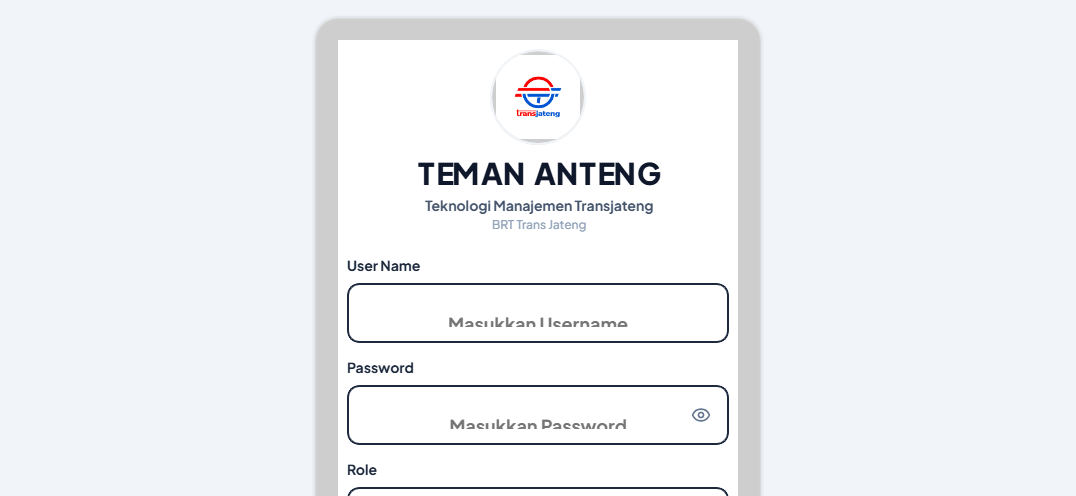 transjateng
TEMAN ANTENG
Teknologi Manajemen Transjateng
BRT Trans Jateng
User Name
Masukkan Username
Password
Masukkan Password
Role